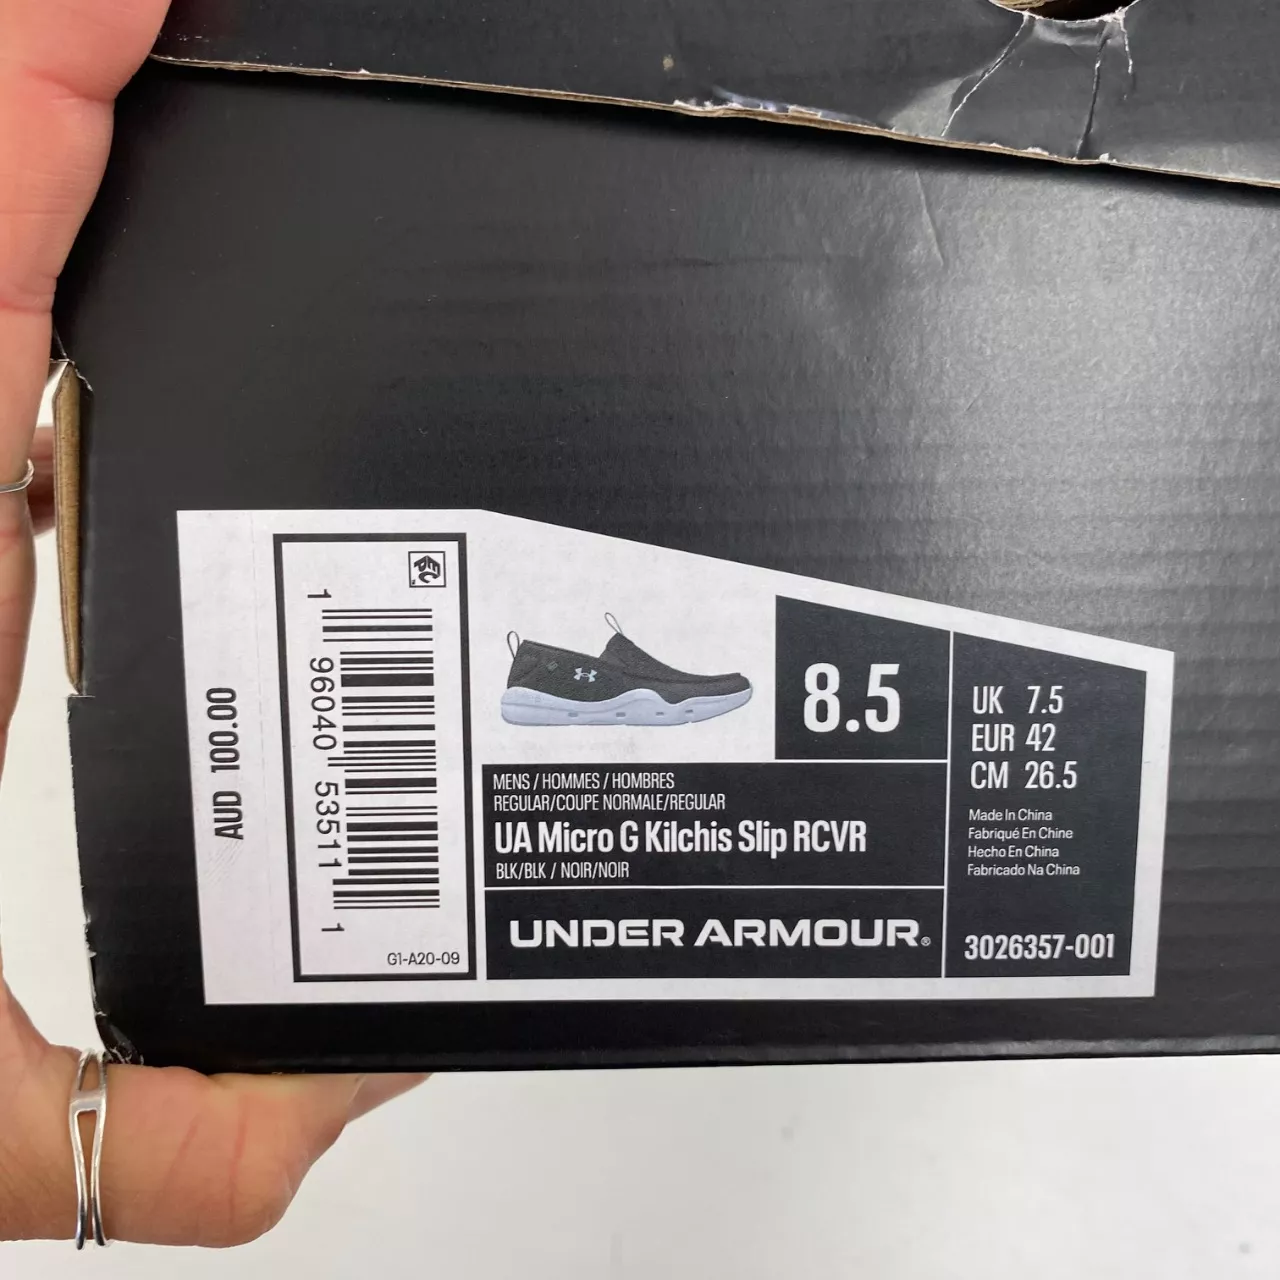 AUD 100.00
EPC
1 96040 53511 1
G1-A20-09
8.5
UK 7.5
EUR 42
CM 26.5
MENS / HOMMES / HOMBRES
REGULAR/COUPE NORMALE/REGULAR
UA Micro G Kilchis Slip RCVR
BLK/BLK / NOIR/NOIR
Made In China
Fabriqué En Chine
Hecho En China
Fabricado Na China
UNDER ARMOUR®
3026357-001